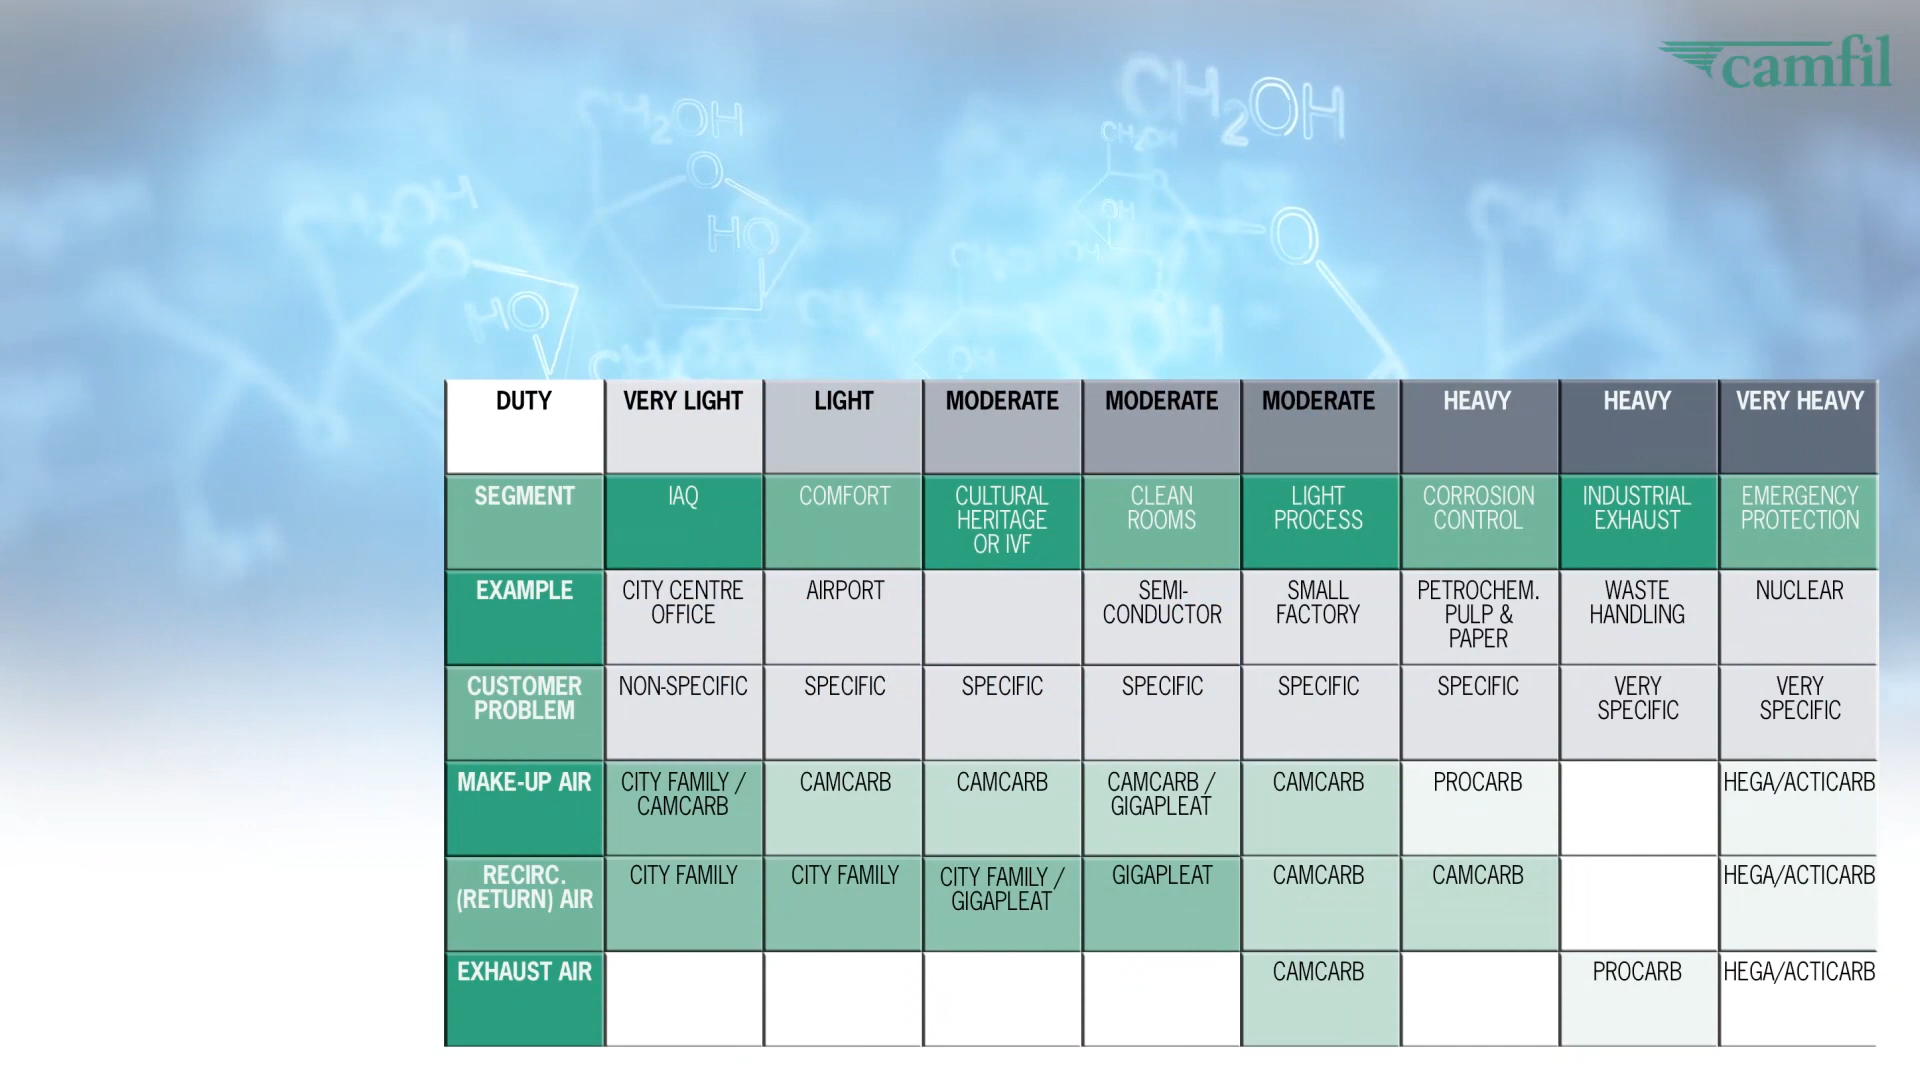 camfil
CH2OH
CH2OH
CH2OH
O
OH
CH2OH
HO
O
O
HO
OH
DUTY
VERY LIGHT
LIGHT
MODERATE
MODERATE
MODERATE
HEAVY
HEAVY
VERY HEAVY
SEGMENT
IAQ
COMFORT
CULTURAL
HERITAGE
OR IVF
CLEAN
ROOMS
LIGHT
PROCESS
CORROSION
CONTROL
INDUSTRIAL
EXHAUST
EMERGENCY
PROTECTION
EXAMPLE
CITY CENTRE
OFFICE
AIRPORT
SEMI-
CONDUCTOR
SMALL
FACTORY
PETROCHEM.
PULP &
PAPER
WASTE
HANDLING
NUCLEAR
CUSTOMER
PROBLEM
NON-SPECIFIC
SPECIFIC
SPECIFIC
SPECIFIC
SPECIFIC
SPECIFIC
VERY
SPECIFIC
VERY
SPECIFIC
MAKE-UP AIR
CITY FAMILY /
CAMCARB
CAMCARB
CAMCARB
CAMCARB /
GIGAPLEAT
CAMCARB
PROCARB
HEGA/ACTICARB
RECIRC.
(RETURN) AIR
CITY FAMILY
CITY FAMILY
CITY FAMILY /
GIGAPLEAT
GIGAPLEAT
CAMCARB
CAMCARB
HEGA/ACTICARB
EXHAUST AIR
CAMCARB
PROCARB
HEGA/ACTICARB